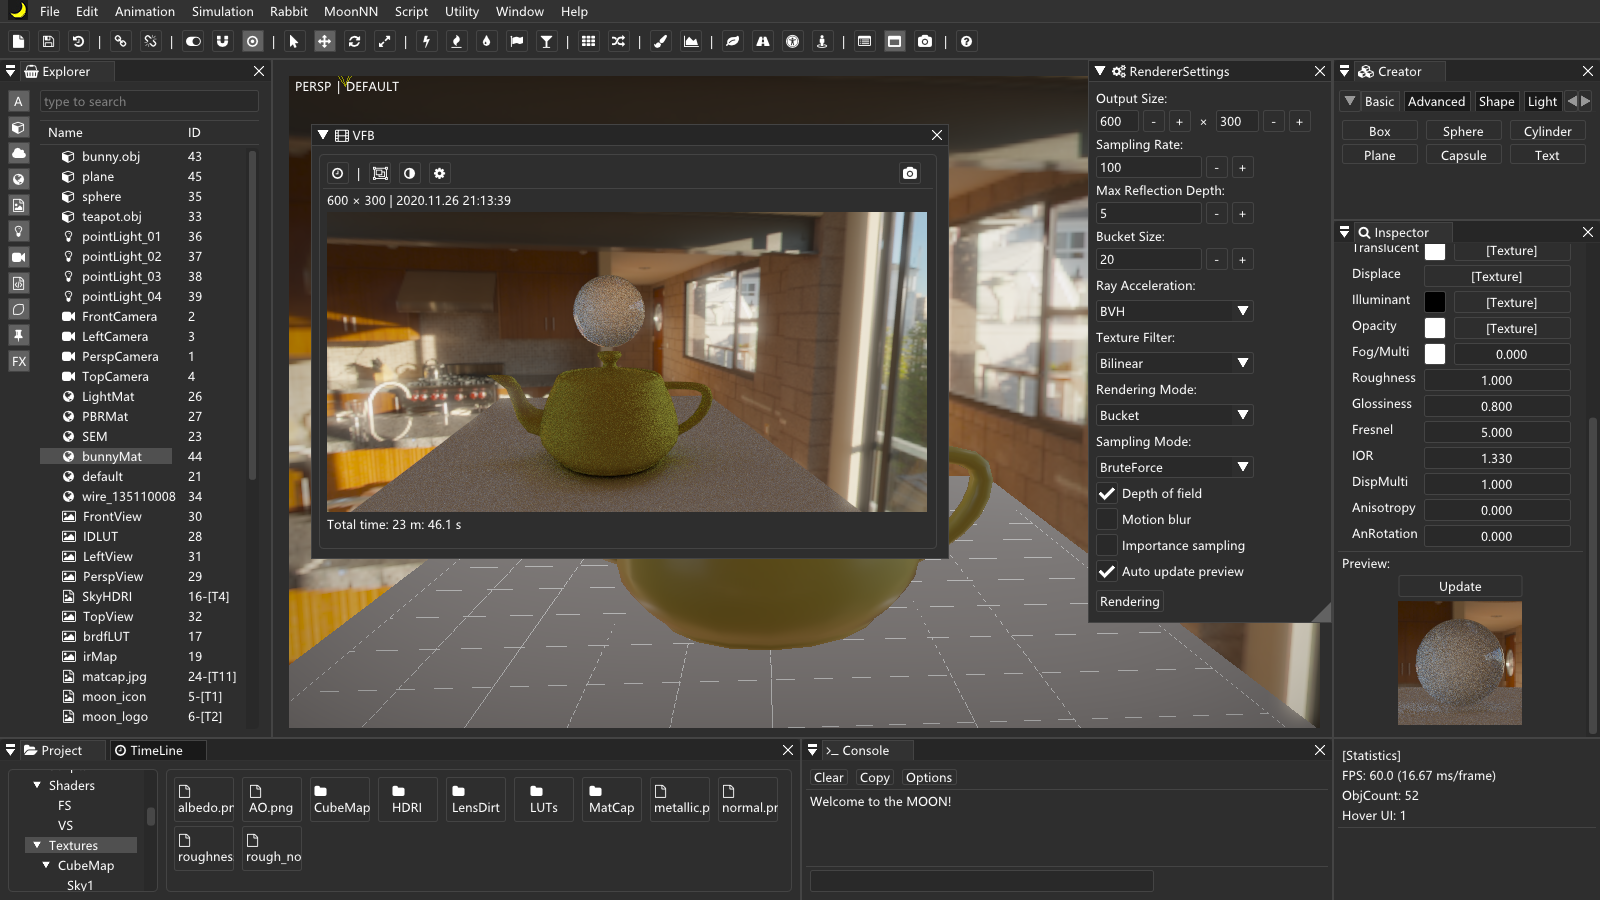 File Edit Animation Simulation Rabbit MoonNN Script Utility Window Help
Explorer
A
type to search
Name ID
bunny.obj 43
plane 45
sphere 35
teapot.obj 33
pointLight_01 36
pointLight_02 37
pointLight_03 38
pointLight_04 39
FrontCamera 2
LeftCamera 3
PerspCamera 1
FX
TopCamera 4
LightMat 26
PBRMat 27
SEM 23
bunnyMat 44
default 21
wire_135110008 34
FrontView 30
IDLUT 28
LeftView 31
PerspView 29
SkyHDRI 16-[T4]
TopView 32
brdfLUT 17
irMap 19
matcap.jpg 24-[T11]
moon_icon 5-[T1]
moon_logo 6-[T2]
PERSP | DEFAULT
VFB
600 × 300 | 2020.11.26 21:13:39
Total time: 23 m: 46.1 s
RendererSettings
Output Size:
600 - + × 300 - +
Sampling Rate:
100 - +
Max Reflection Depth:
5 - +
Bucket Size:
20 - +
Ray Acceleration:
BVH
Texture Filter:
Bilinear
Rendering Mode:
Bucket
Sampling Mode:
BruteForce
Depth of field
Motion blur
Importance sampling
Auto update preview
Rendering
Creator
Basic Advanced Shape Light
Box Sphere Cylinder
Plane Capsule Text
Inspector
Translucent [Texture]
Displace [Texture]
Illuminant [Texture]
Opacity [Texture]
Fog/Multi 0.000
Roughness 1.000
Glossiness 0.800
Fresnel 5.000
IOR 1.330
DispMulti 1.000
Anisotropy 0.000
AnRotation 0.000
Preview:
Update
Project TimeLine
Shaders
FS
VS
Textures
CubeMap
Sky1
albedo.pr AO.png CubeMap HDRI LensDirt LUTs MatCap metallic.p normal.pr
roughnes rough_no
>_ Console
Clear Copy Options
Welcome to the MOON!
[Statistics]
FPS: 60.0 (16.67 ms/frame)
ObjCount: 52
Hover UI: 1